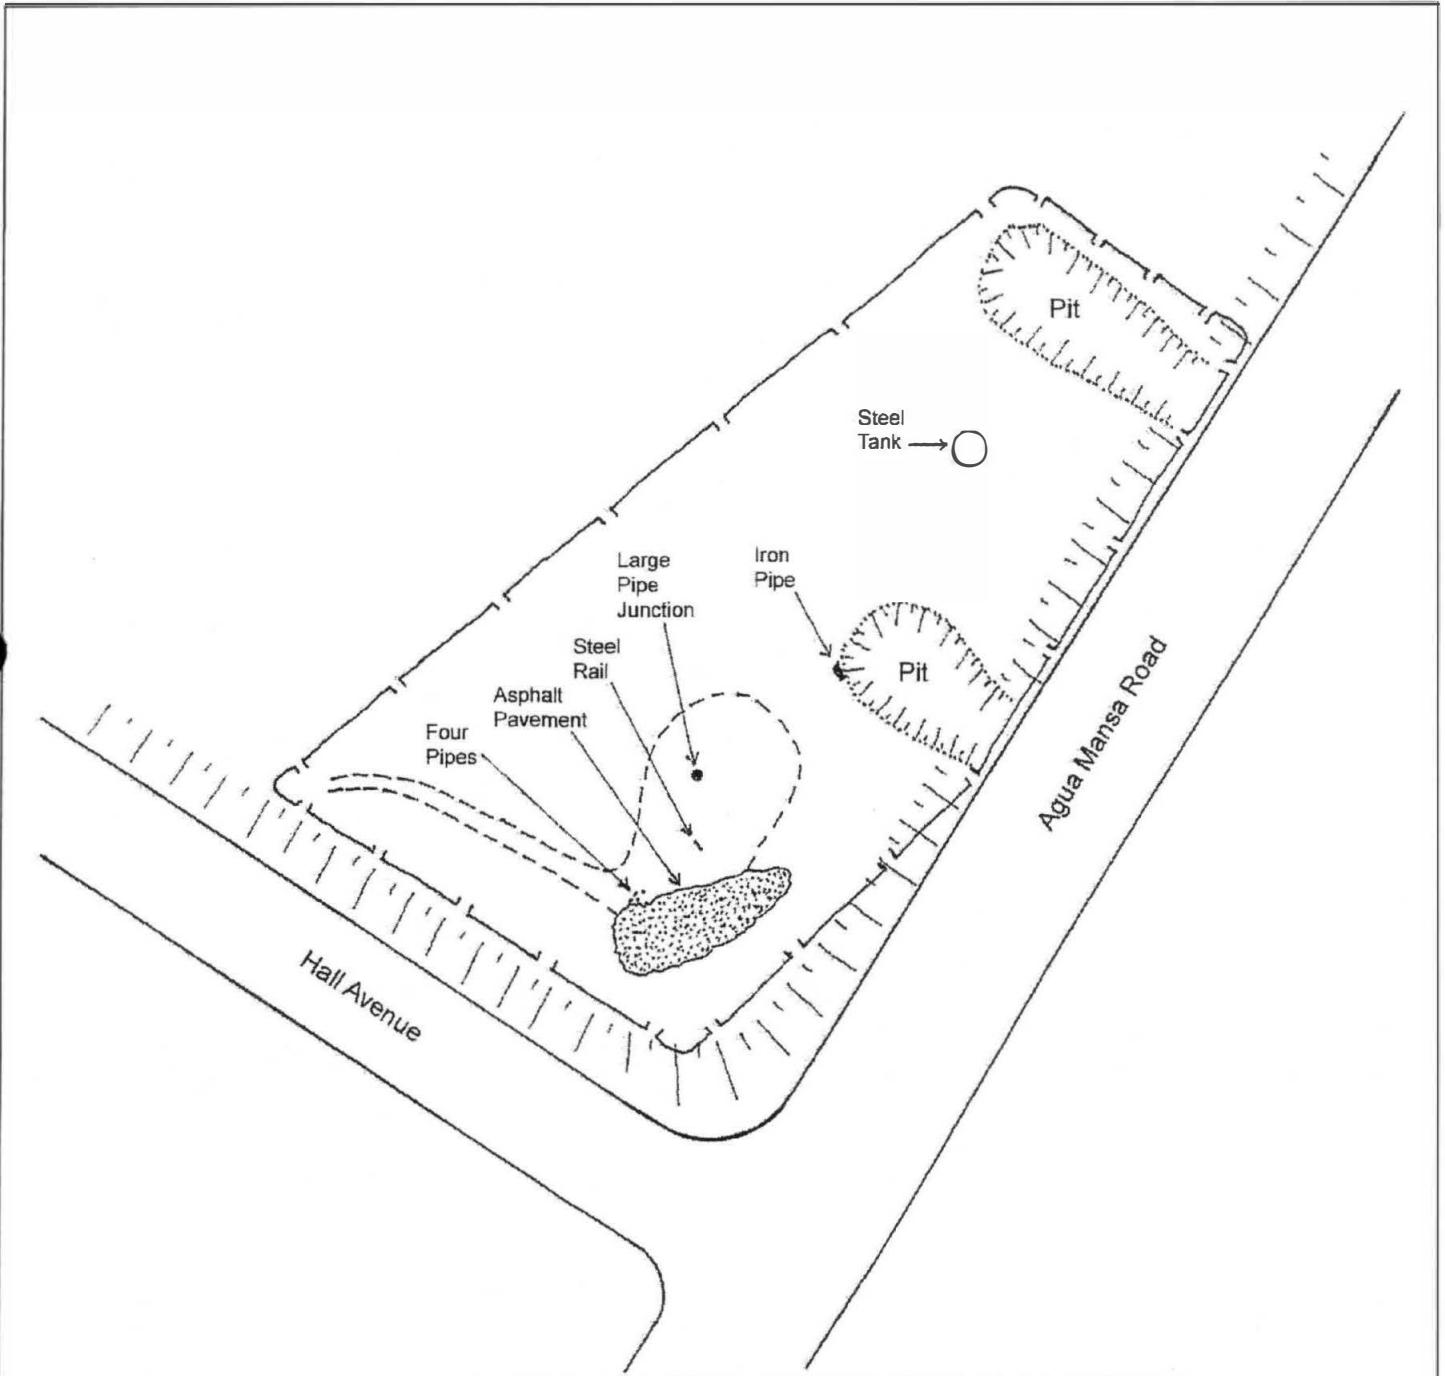 Pit
Steel
Tank
Large
Pipe
Junction
Iron
Pipe
Steel
Rail
Pit
Asphalt
Pavement
Four
Pipes
Agua Mansa Road
Hall Avenue